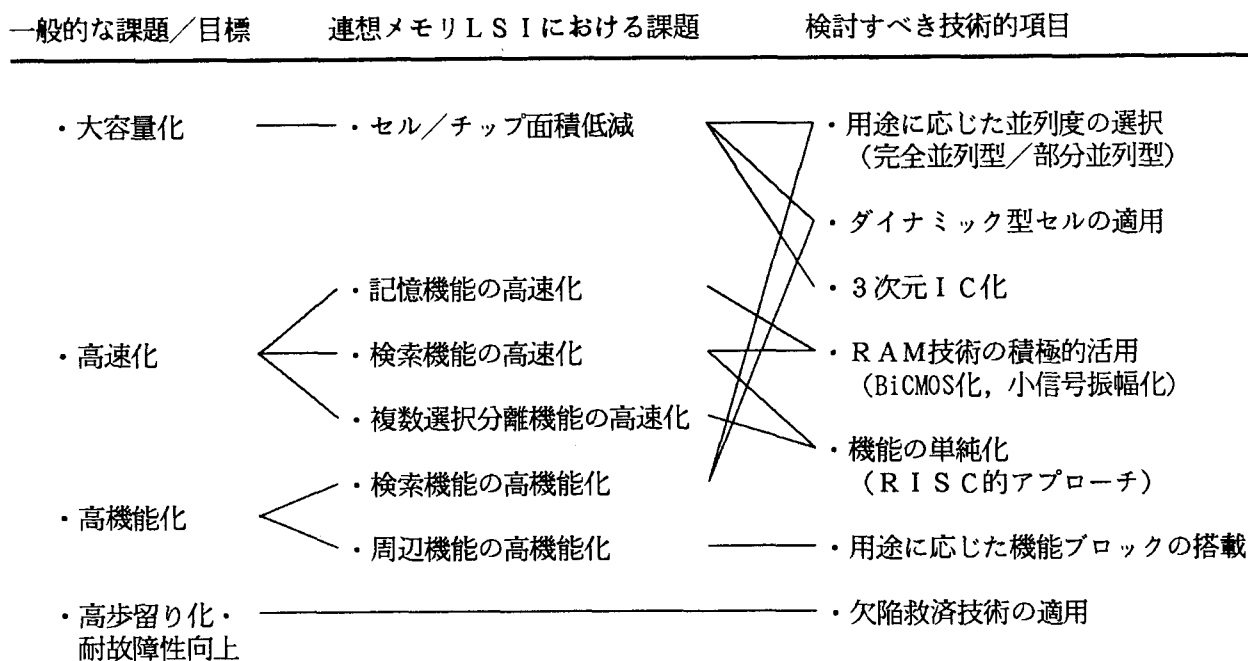 一般的な課題／目標 連想メモリＬＳＩにおける課題 検討すべき技術的項目
・大容量化 ・セル／チップ面積低減 ・用途に応じた並列度の選択
（完全並列型／部分並列型）
・ダイナミック型セルの適用
・記憶機能の高速化 ・３次元ＩＣ化
・高速化 ・検索機能の高速化 ・ＲＡＭ技術の積極的活用
（BiCMOS化，小信号振幅化）
・複数選択分離機能の高速化 ・機能の単純化
・検索機能の高機能化 （ＲＩＳＣ的アプローチ）
・高機能化
・周辺機能の高機能化 ・用途に応じた機能ブロックの搭載
・高歩留り化・ ・欠陥救済技術の適用
耐故障性向上